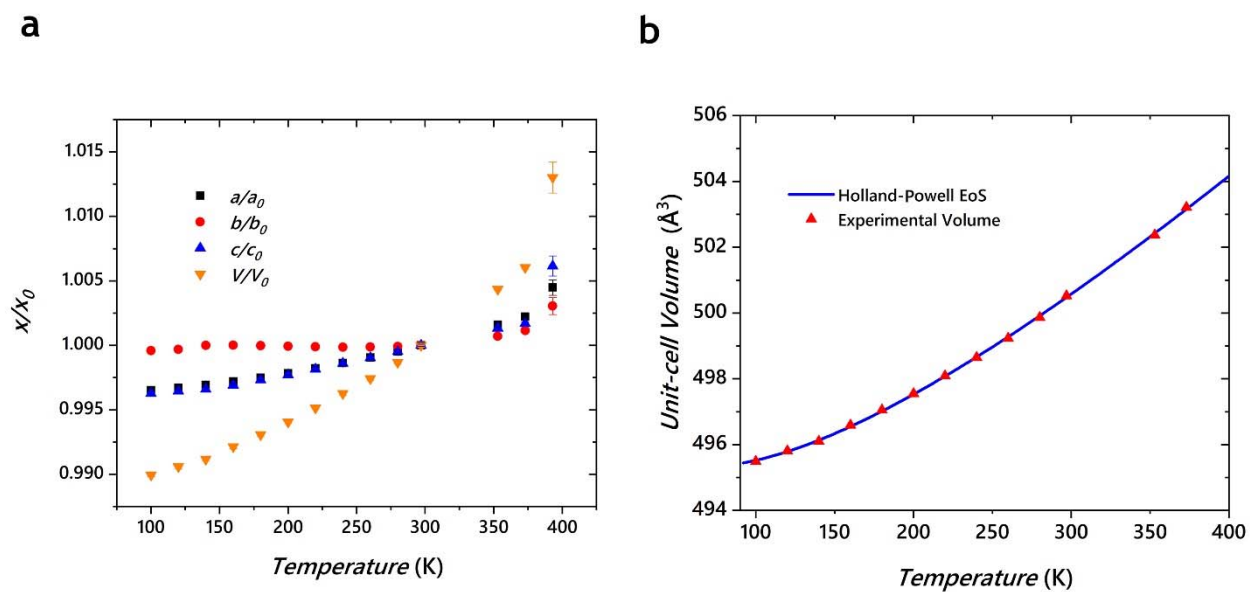 a
1.015
1.010
1.005
1.000
0.995
0.990
x/x0
a/a0
b/b0
c/c0
V/V0
100 150 200 250 300 350 400
Temperature (K)
b
506
504
502
500
498
496
494
Unit-cell Volume (Å³)
Holland-Powell EoS
Experimental Volume
100 150 200 250 300 350 400
Temperature (K)